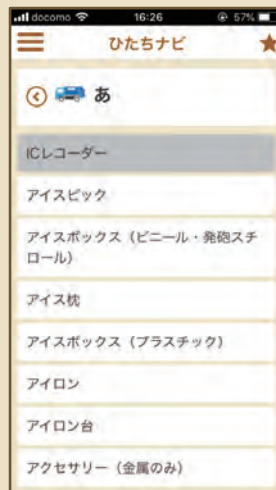 docomo 16:26 57%
ひたちナビ
あ
ICレコーダー
アイスピック
アイスボックス(ビニール・発砲スチ
ロール)
アイス枕
アイスボックス(プラスチック)
アイロン
アイロン台
アクセサリー(金属のみ)